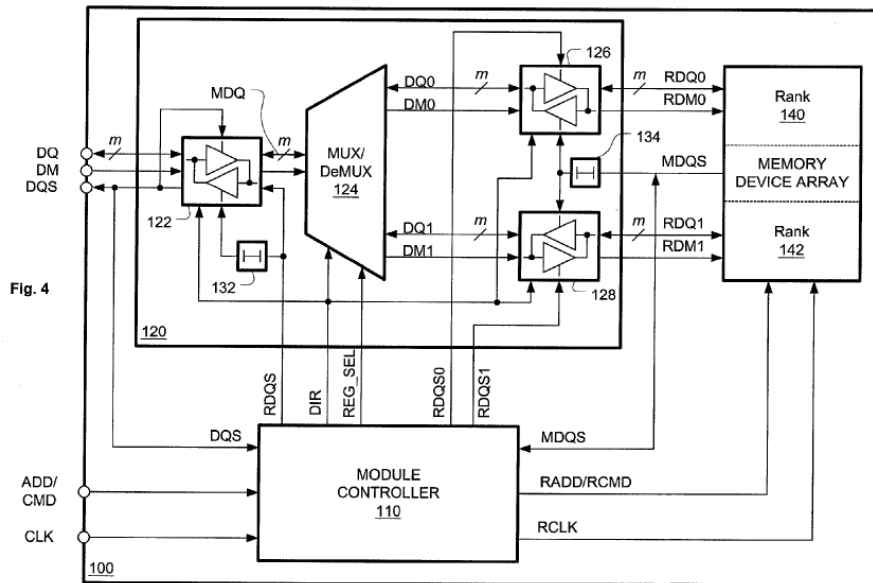 126
m
DQ0
m
RDQ0
MDQ
DM0
RDM0
Rank
140
m
134
DQ
MUX/
DeMUX
124
MDQS
MEMORY
DEVICE ARRAY
DM
DQS
122
DQ1
m
m
RDQ1
Rank
142
DM1
RDM1
132
128
Fig. 4
120
RDQS
DIR
REG_SEL
RDQS0
RDQS1
DQS
MDQS
ADD/
CMD
MODULE
CONTROLLER
110
RADD/RCMD
CLK
RCLK
100